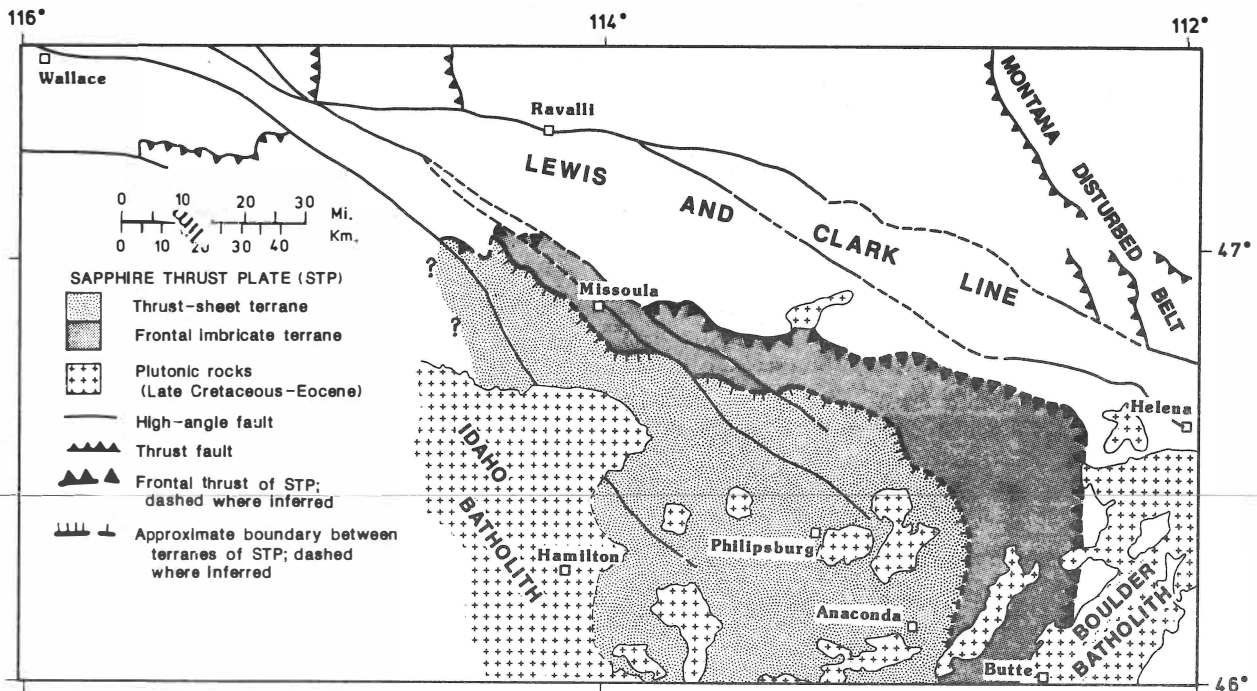 116°
114°
112°
Wallace
Ravalli
MONTANA
DISTURBED
BELT
LEWIS
AND
CLARK
LINE
0 10 30 Mi.
0 10 20 30 40 Km.
47°
SAPPHIRE THRUST PLATE (STP)
Thrust-sheet terrane
Frontal imbricate terrane
Plutonic rocks
(Late Cretaceous-Eocene)
High-angle fault
Thrust fault
Frontal thrust of STP;
dashed where inferred
Approximate boundary between
terranes of STP; dashed
where Inferred
?
?
Missoula
Helena
IDAHO
BATHOLITH
Hamilton
Philipsburg
Anaconda
Butte
BOULDER
BATHOLITH
46°